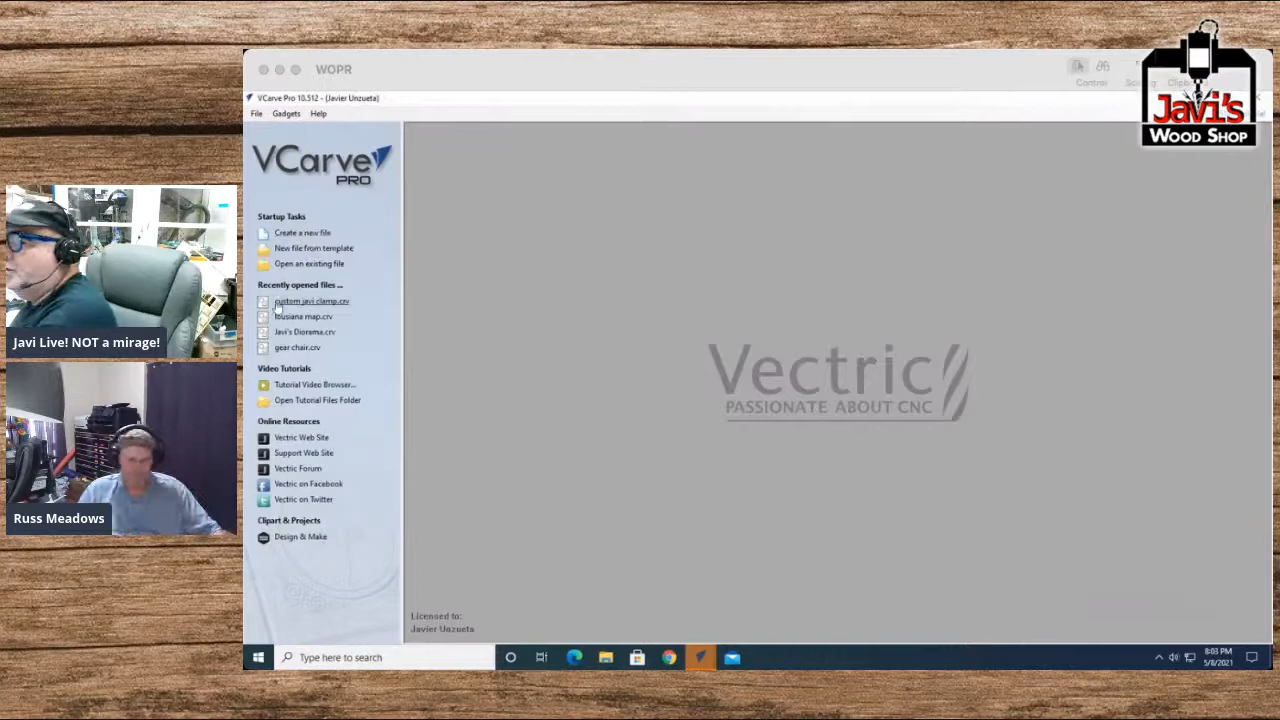 WOPR
Control
VCarve Pro 10.512 - {Javier Unzueta}
File Gadgets Help
Javi's
WOOD SHOP
VCarve
PRO
Startup Tasks
Create a new file
New file from template
Open an existing file
Recently opened files ...
custom javi clamp.crv
lousiana map.crv
Javi's Diorama.crv
gear chair.crv
Video Tutorials
Tutorial Video Browser...
Open Tutorial Files Folder
Online Resources
Vectric Web Site
Support Web Site
Vectric Forum
Vectric on Facebook
Vectric on Twitter
Clipart & Projects
Design & Make
Vectric
PASSIONATE ABOUT CNC
Licensed to:
Javier Unzueta
Javi Live! NOT a mirage!
Russ Meadows
Type here to search
8:03 PM
5/8/2021